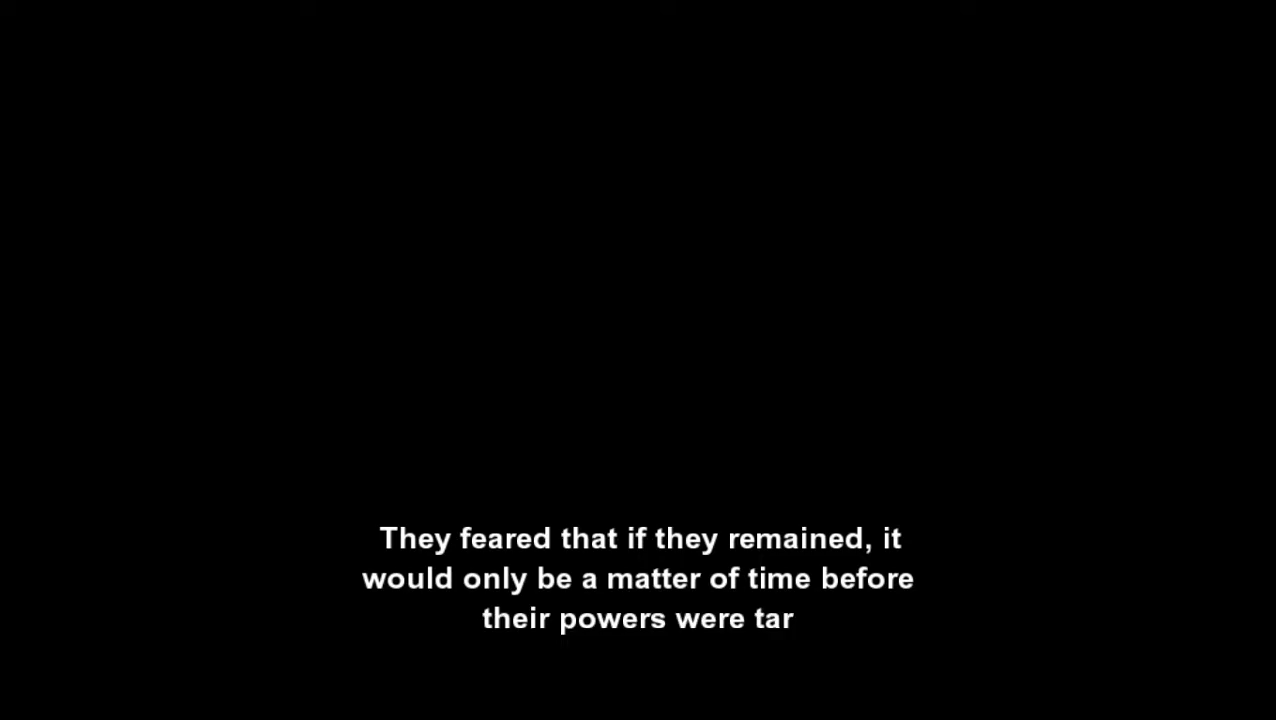 They feared that if they remained, it
would only be a matter of time before
their powers were tar